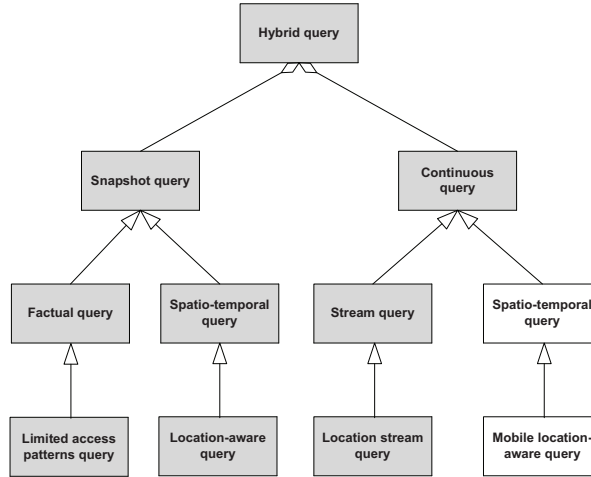 Hybrid query
Snapshot query
Continuous
query
Factual query
Spatio-temporal
query
Stream query
Spatio-temporal
query
Limited access
patterns query
Location-aware
query
Location stream
query
Mobile location-
aware query